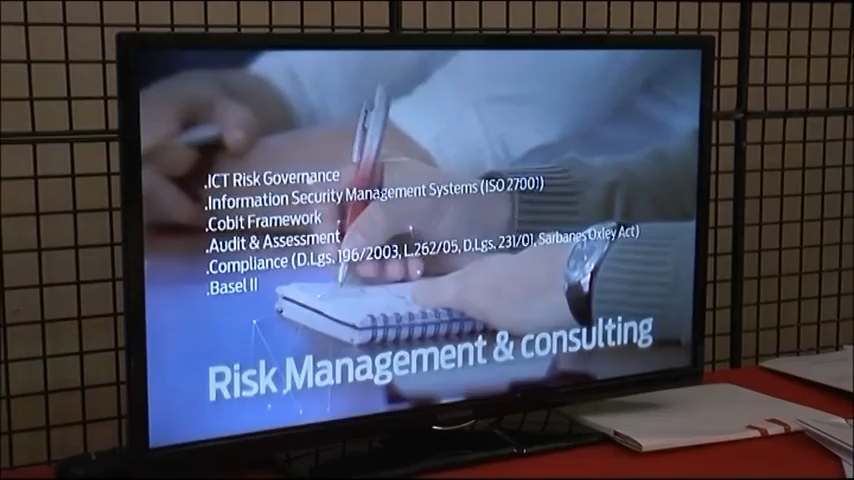 .ICT Risk Governance
.Information Security Management Systems (ISO 27001)
.Cobit Framework
.Audit & Assessment
.Compliance (D.Lgs. 196/2003, L.262/05, D.Lgs. 231/01, Sarbanes Oxley Act)
.Basel II
Risk Management & consulting